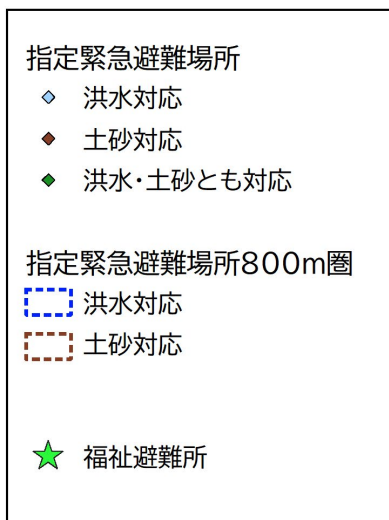 指定緊急避難場所
洪水対応
土砂対応
洪水・土砂とも対応
指定緊急避難場所800m圏
洪水対応
土砂対応
福祉避難所